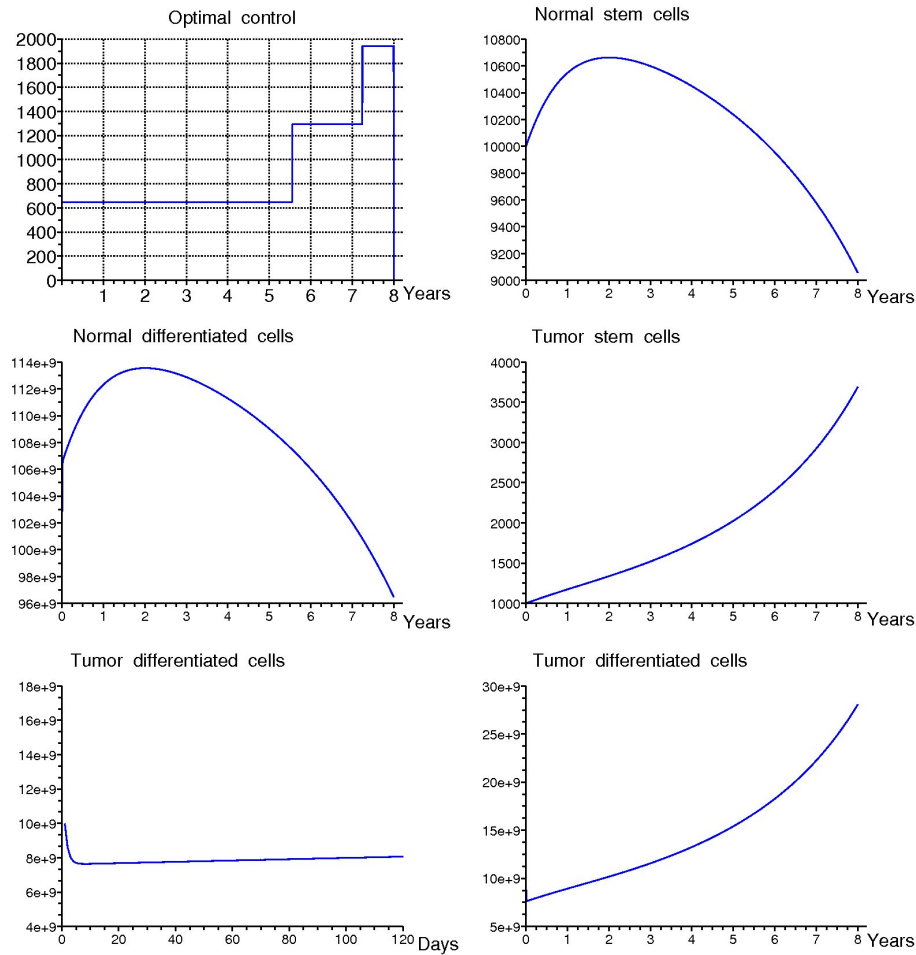 Optimal control
2000
1800
1600
1400
1200
1000
800
600
400
200
0
1 2 3 4 5 6 7 8 Years
Normal stem cells
10800
10600
10400
10200
10000
9800
9600
9400
9200
9000
0 1 2 3 4 5 6 7 8 Years
Normal differentiated cells
114e+9
112e+9
110e+9
108e+9
106e+9
104e+9
102e+9
100e+9
98e+9
96e+9
0 1 2 3 4 5 6 7 8 Years
Tumor stem cells
4000
3500
3000
2500
2000
1500
1000
0 1 2 3 4 5 6 7 8 Years
Tumor differentiated cells
18e+9
16e+9
14e+9
12e+9
10e+9
8e+9
6e+9
4e+9
0 20 40 60 80 100 120 Days
Tumor differentiated cells
30e+9
25e+9
20e+9
15e+9
10e+9
5e+9
0 1 2 3 4 5 6 7 8 Years